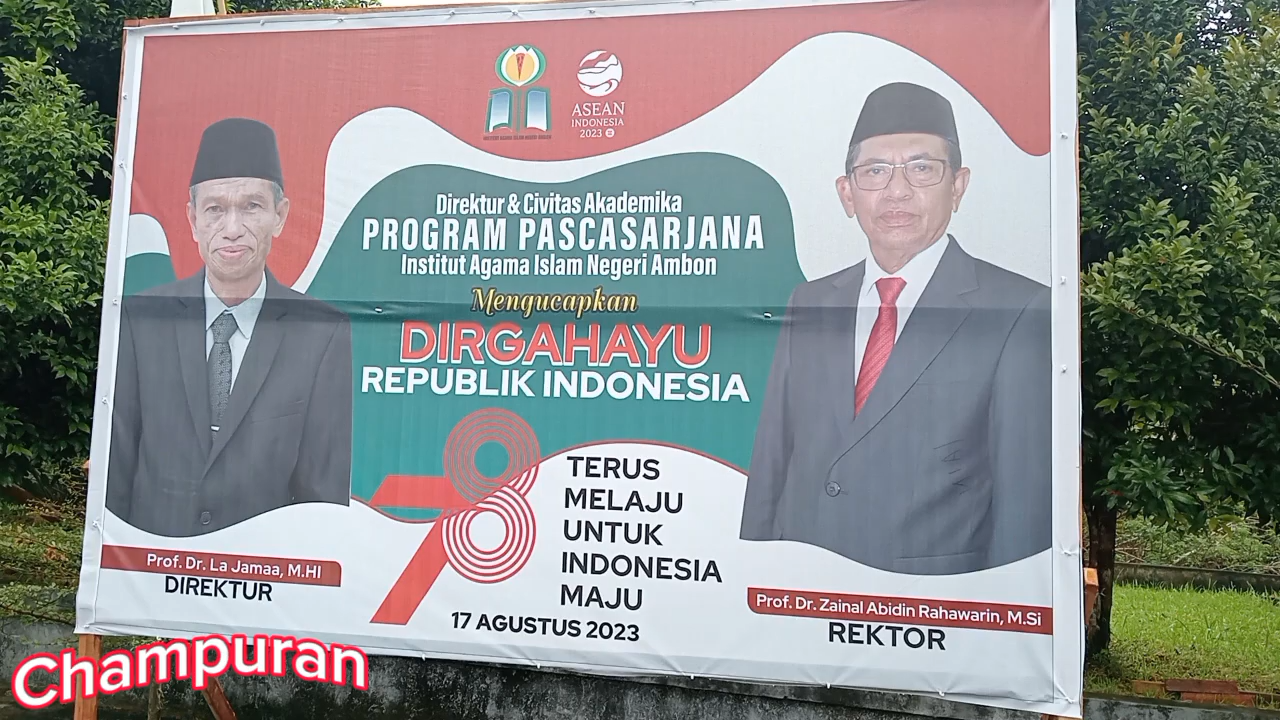 ASEAN
INDONESIA
2023
Direktur & Civitas Akademika
PROGRAM PASCASARJANA
Institut Agama Islam Negeri Ambon
Mengucapkan
DIRGAHAYU
REPUBLIK INDONESIA
78
TERUS
MELAJU
UNTUK
INDONESIA
MAJU
17 AGUSTUS 2023
Prof. Dr. La Jamaa, M.HI
DIREKTUR
Prof. Dr. Zainal Abidin Rahawarin, M.Si
REKTOR
Champuran